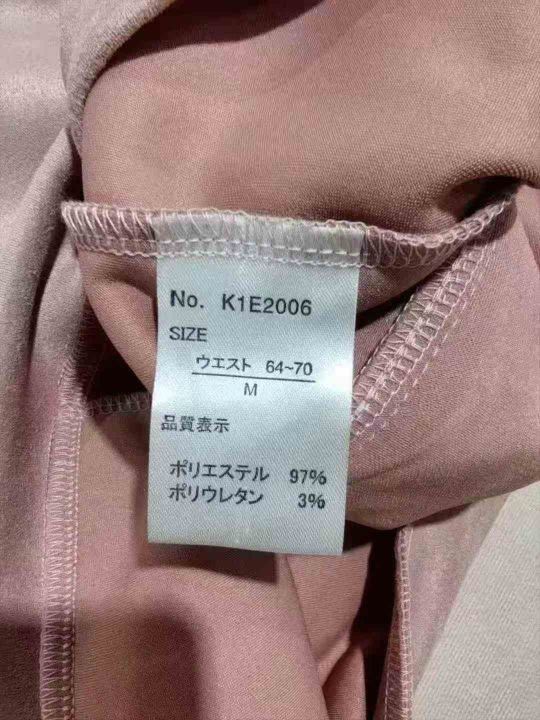 No. K1E2006
SIZE
ウエスト 64~70
M
品質表示
ポリエステル 97%
ポリウレタン 3%